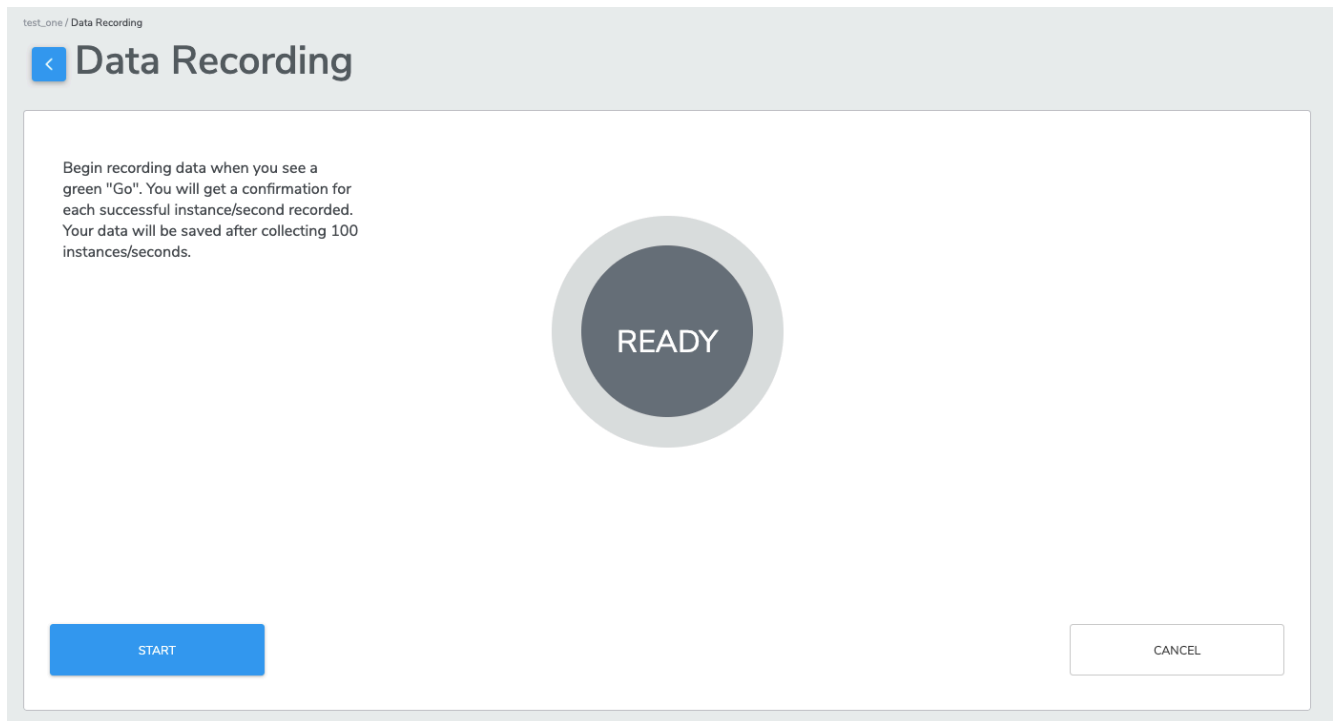 test_one / Data Recording
Data Recording
Begin recording data when you see a
green "Go". You will get a confirmation for
each successful instance/second recorded.
Your data will be saved after collecting 100
instances/seconds.
READY
START
CANCEL